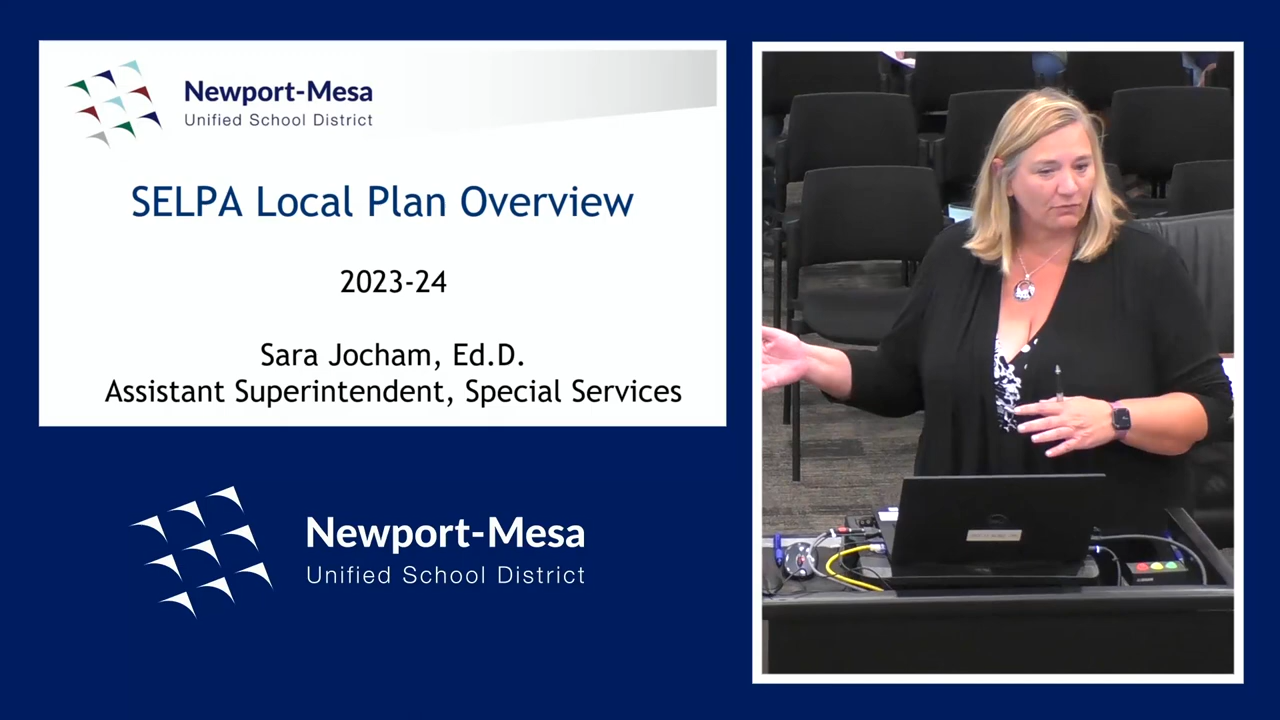 Newport-Mesa
Unified School District
SELPA Local Plan Overview
2023-24
Sara Jocham, Ed.D.
Assistant Superintendent, Special Services
Newport-Mesa
Unified School District